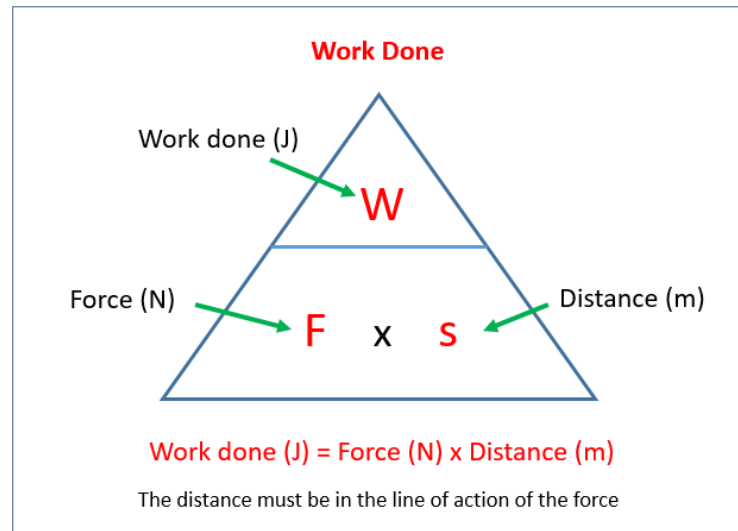 Work Done
Work done (J)
W
Force (N)
Distance (m)
F x s
Work done (J) = Force (N) x Distance (m)
The distance must be in the line of action of the force